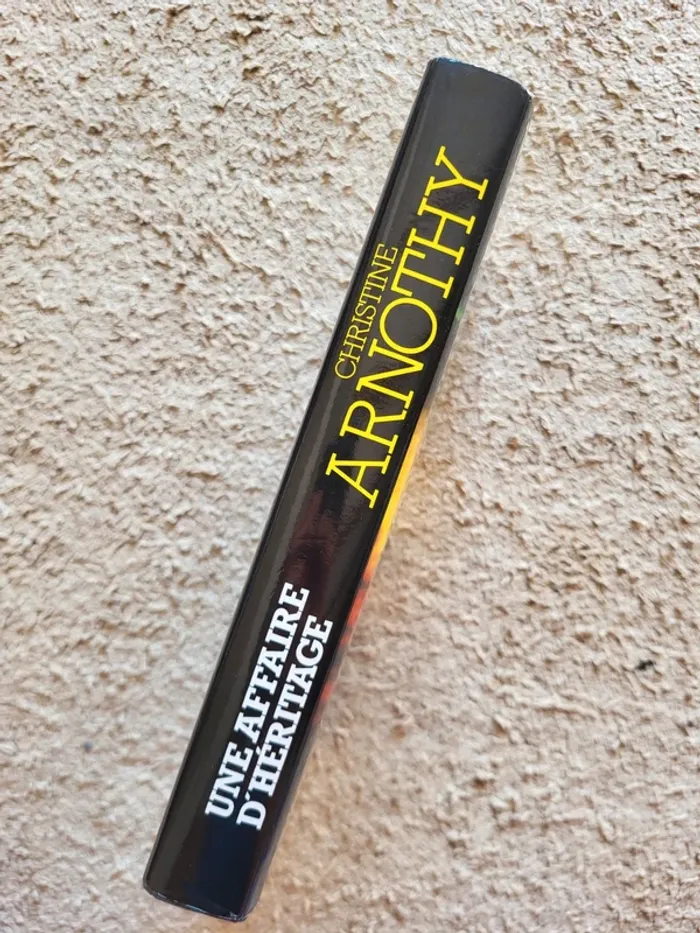 UNE AFFAIRE
D'HÉRITAGE
CHRISTINE
ARNOTHY